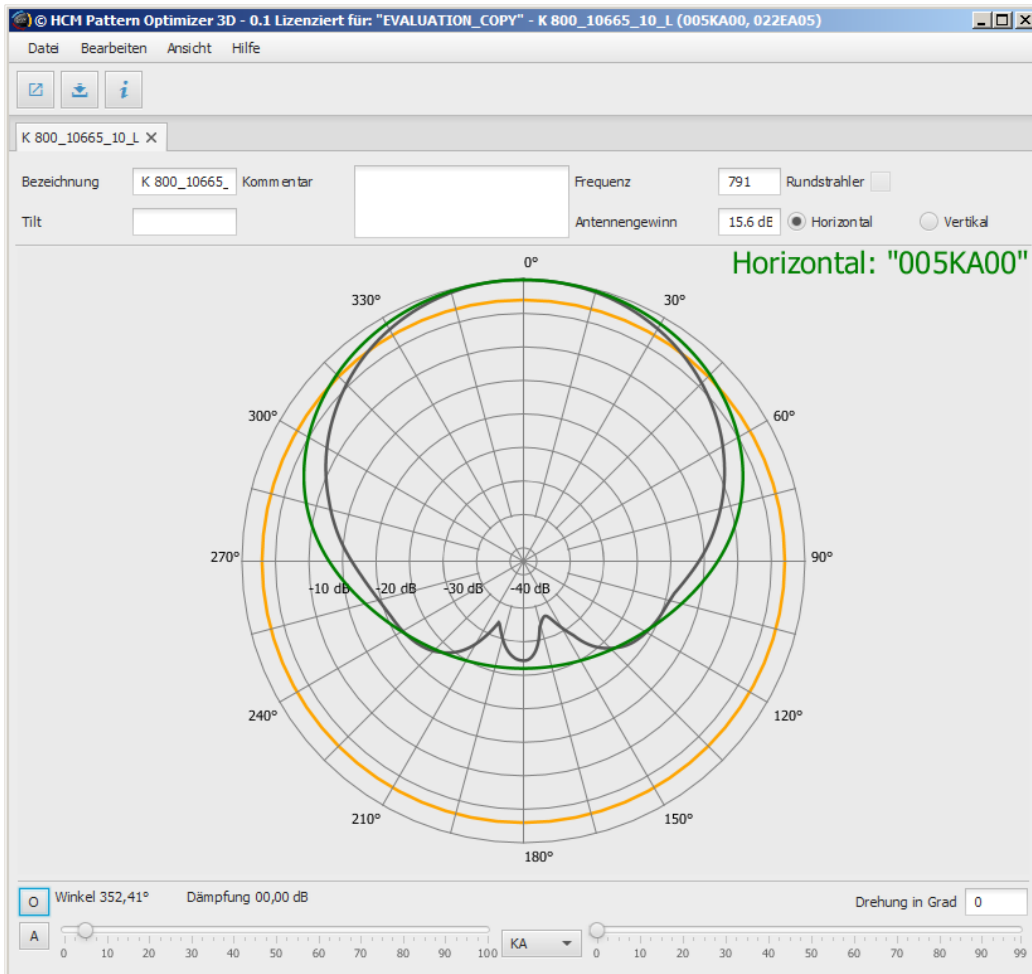 © HCM Pattern Optimizer 3D - 0.1 Lizenziert für: "EVALUATION_COPY" - K 800_10665_10_L (005KA00, 022EA05)
Datei Bearbeiten Ansicht Hilfe
i
K 800_10665_10_L
Bezeichnung K 800_10665_ Kommentar Frequenz 791 Rundstrahler
Tilt Antennengewinn 15.6 dB Horizontal Vertikal
Horizontal: "005KA00"
0°
330° 30°
300° 60°
270° 90°
-10 dB -20 dB -30 dB -40 dB
240° 120°
210° 150°
180°
O Winkel 352,41° Dämpfung 00,00 dB Drehung in Grad 0
A KA
0 10 20 30 40 50 60 70 80 90 100 0 10 20 30 40 50 60 70 80 90 99